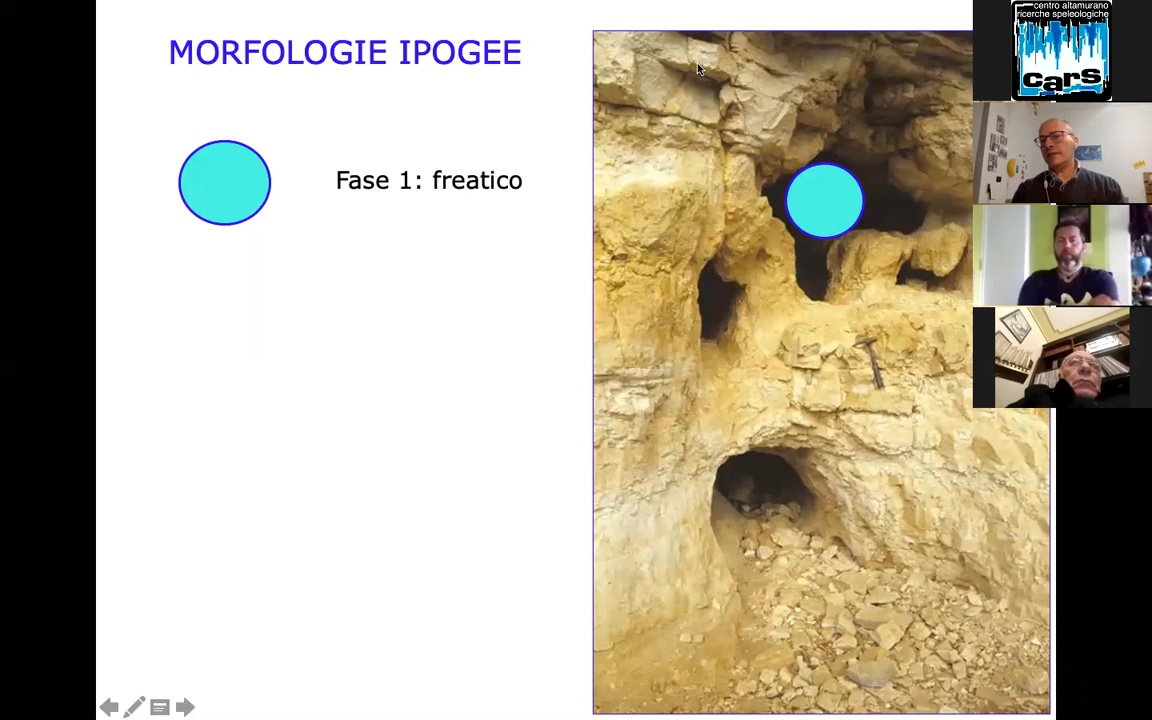 MORFOLOGIE IPOGEE
Fase 1: freatico
centro altamurano
ricerche speleologiche
cars